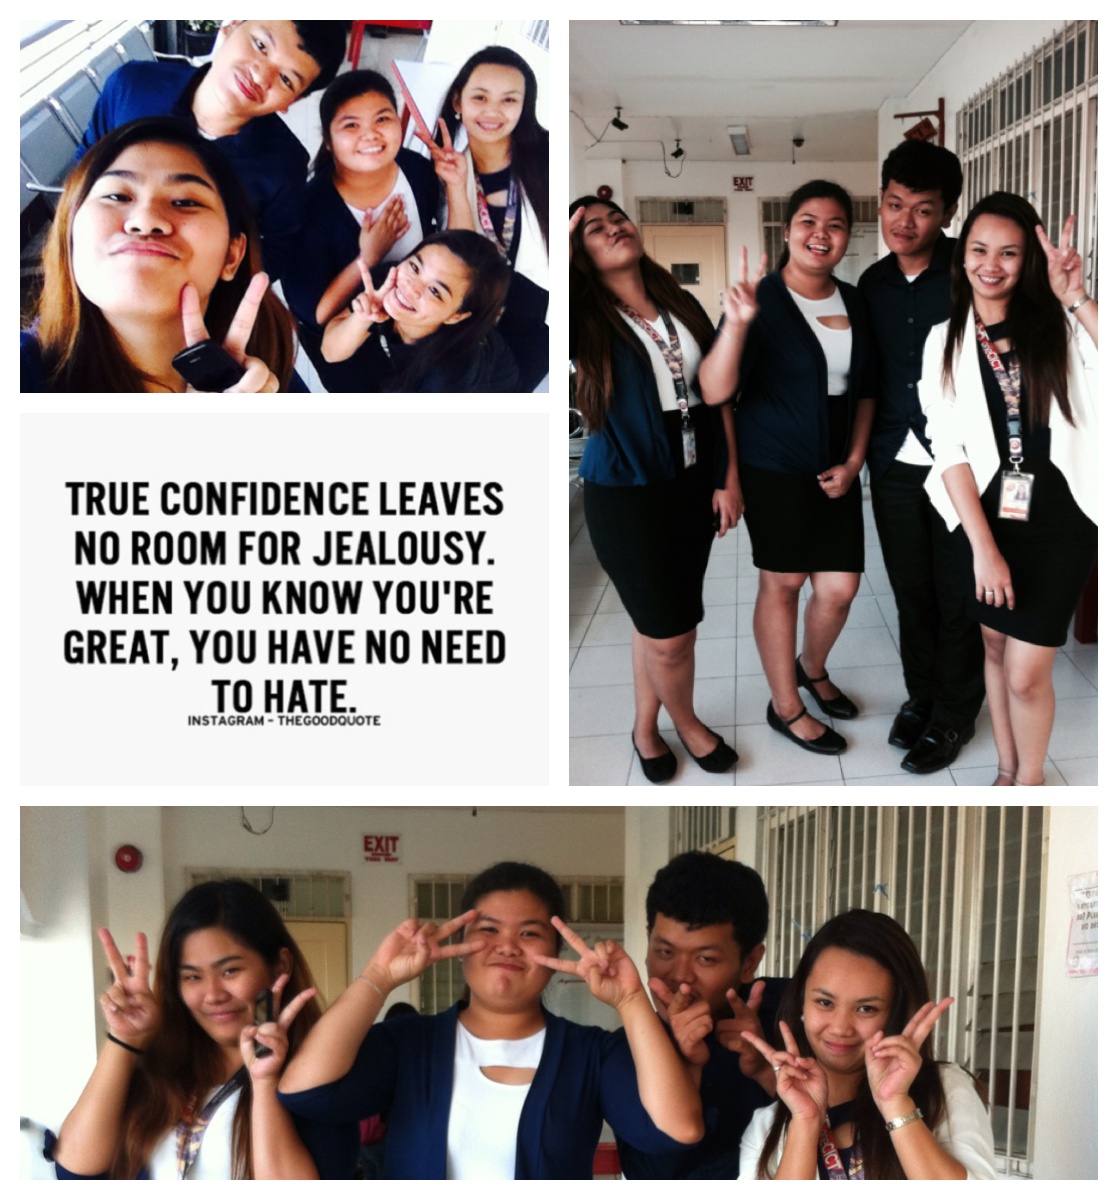 EXIT
TRUE CONFIDENCE LEAVES
NO ROOM FOR JEALOUSY.
WHEN YOU KNOW YOU'RE
GREAT, YOU HAVE NO NEED
TO HATE.
INSTAGRAM - THEGOODQUOTE
EXIT